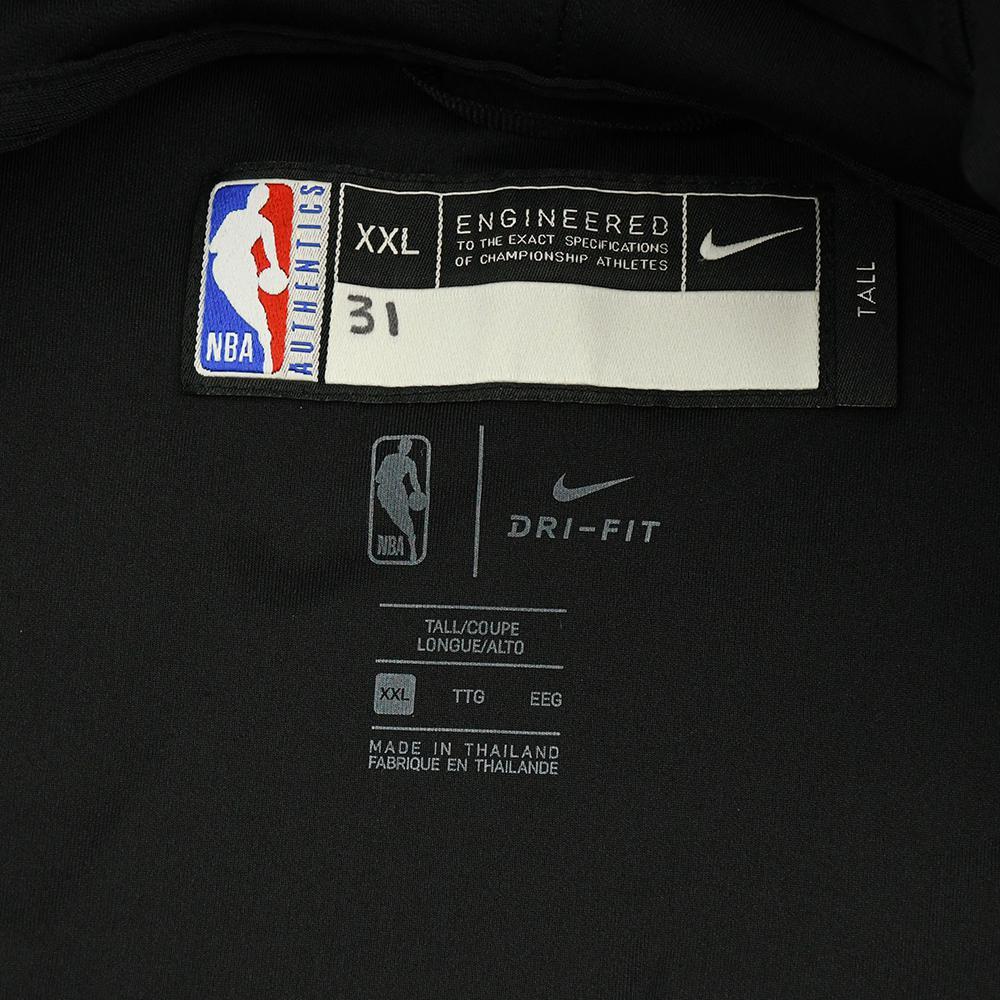 NBA
AUTHENTICS
XXL
ENGINEERED
TO THE EXACT SPECIFICATIONS
OF CHAMPIONSHIP ATHLETES
31
TALL
NBA
DRI-FIT
TALL/COUPE
LONGUE/ALTO
XXL TTG EEG
MADE IN THAILAND
FABRIQUE EN THAILANDE